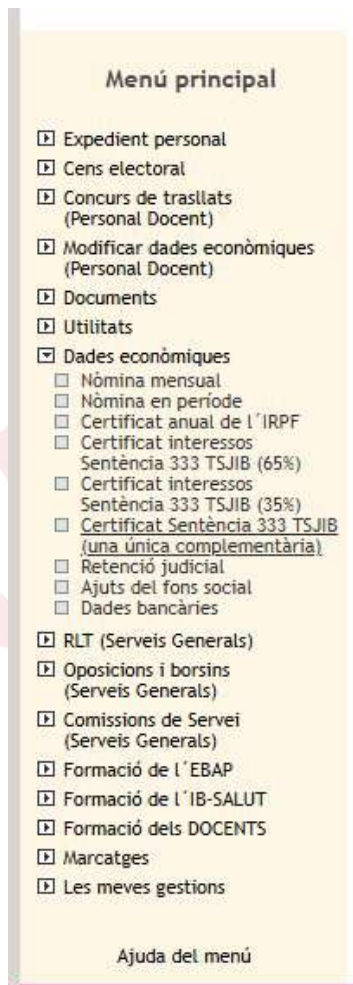 Menú principal
Expedient personal
Cens electoral
Concurs de trasllats
(Personal Docent)
Modificar dades econòmiques
(Personal Docent)
Documents
Utilitats
Dades econòmiques
Nòmina mensual
Nòmina en període
Certificat anual de l´IRPF
Certificat interessos
Sentència 333 TSJIB (65%)
Certificat interessos
Sentència 333 TSJIB (35%)
Certificat Sentència 333 TSJIB
(una única complementària)
Retenció judicial
Ajuts del fons social
Dades bancàries
RLT (Serveis Generals)
Oposicions i borsins
(Serveis Generals)
Comissions de Servei
(Serveis Generals)
Formació de l´EBAP
Formació de l´IB-SALUT
Formació dels DOCENTS
Marcatges
Les meves gestions
Ajuda del menú